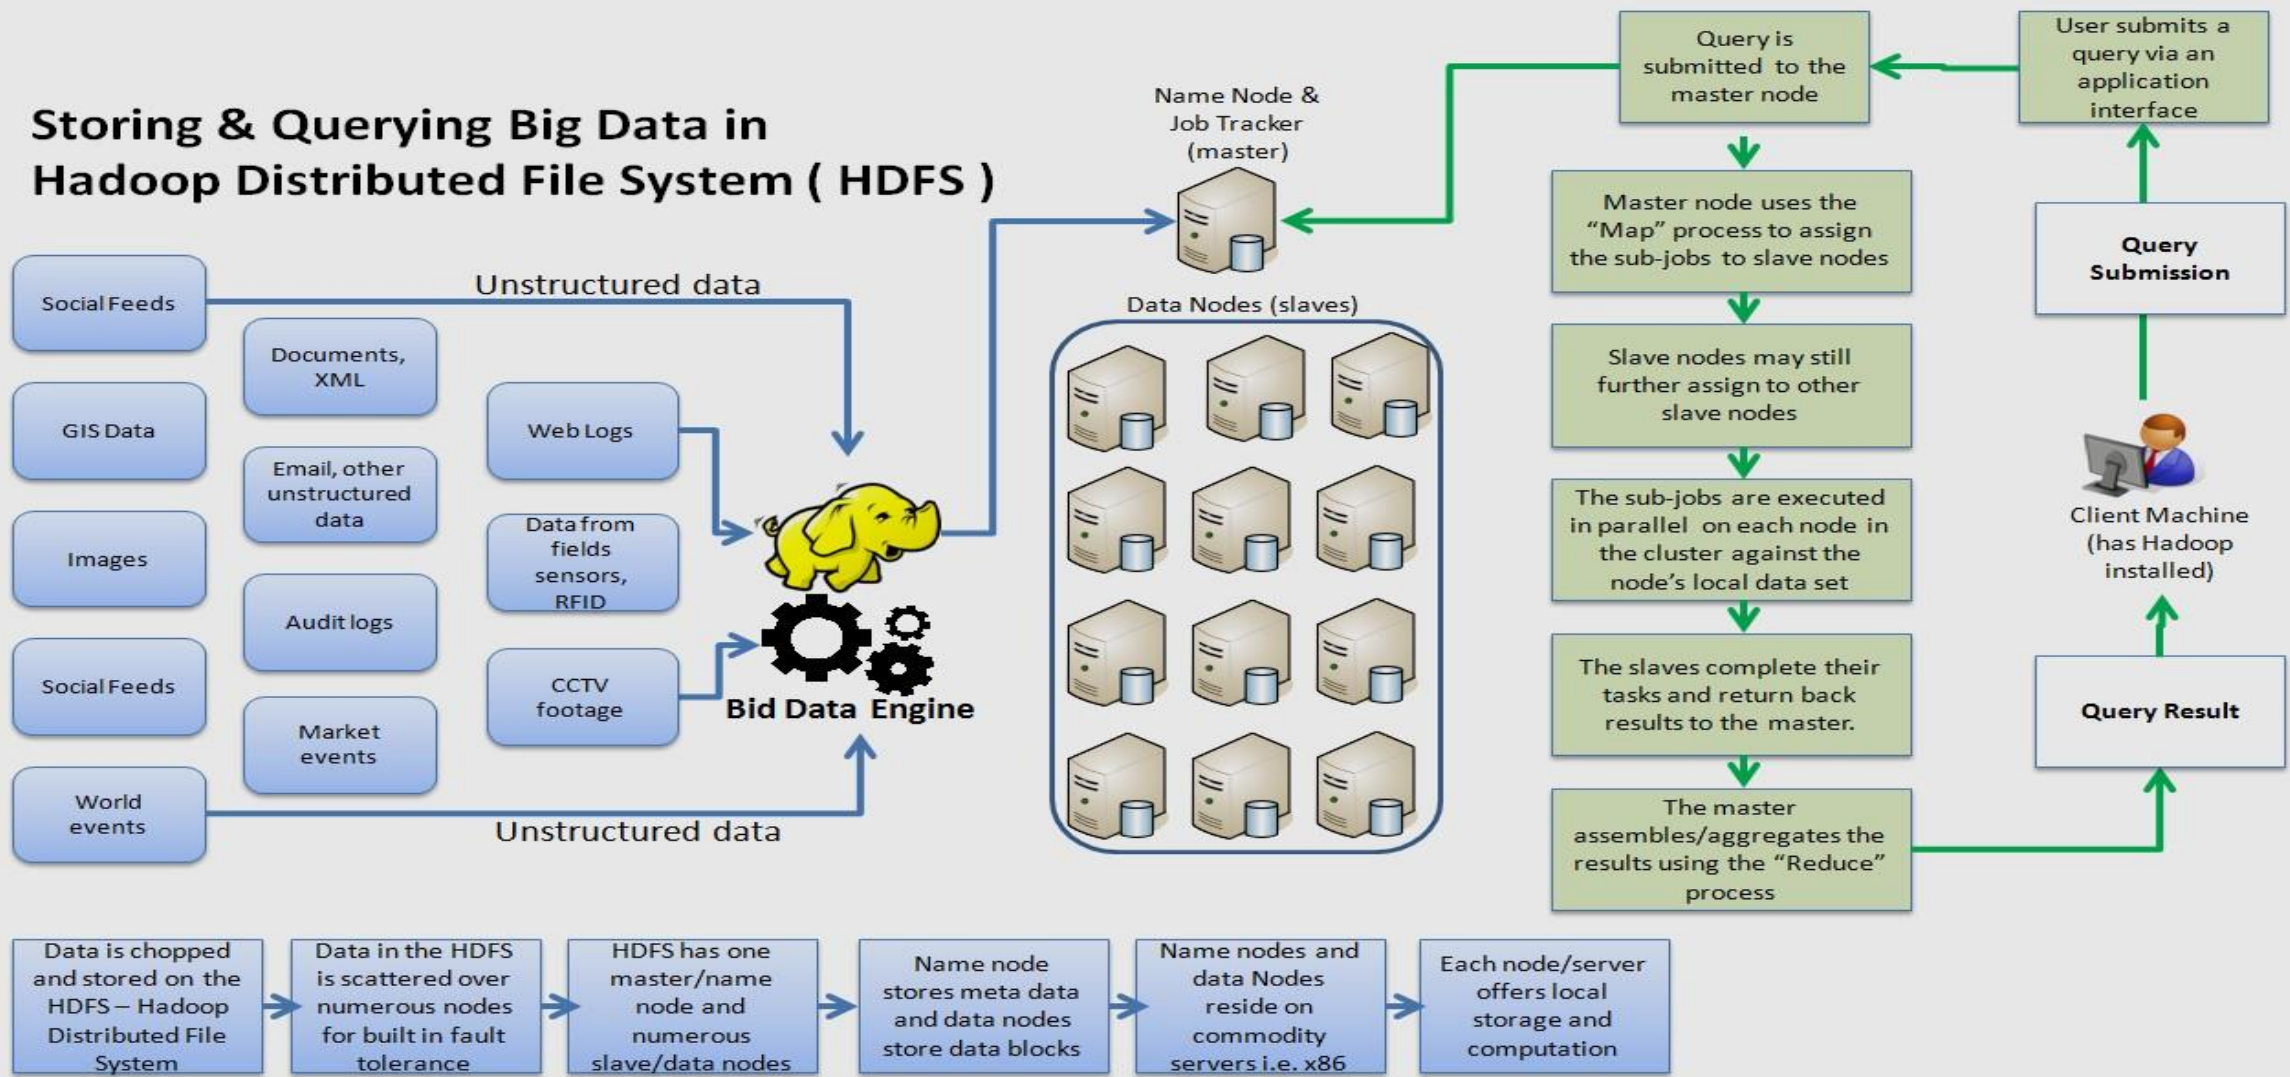 Storing & Querying Big Data in
Hadoop Distributed File System ( HDFS )
Social Feeds
GIS Data
Images
Social Feeds
World
events
Documents,
XML
Email, other
unstructured
data
Audit logs
Market
events
Web Logs
Data from
fields
sensors,
RFID
CCTV
footage
Unstructured data
Unstructured data
Bid Data Engine
Name Node &
Job Tracker
(master)
Data Nodes (slaves)
User submits a
query via an
application
interface
Query is
submitted to the
master node
Master node uses the
“Map” process to assign
the sub-jobs to slave nodes
Slave nodes may still
further assign to other
slave nodes
The sub-jobs are executed
in parallel on each node in
the cluster against the
node’s local data set
The slaves complete their
tasks and return back
results to the master.
The master
assembles/aggregates the
results using the “Reduce”
process
Query
Submission
Client Machine
(has Hadoop
installed)
Query Result
Data is chopped
and stored on the
HDFS – Hadoop
Distributed File
System
Data in the HDFS
is scattered over
numerous nodes
for built in fault
tolerance
HDFS has one
master/name
node and
numerous
slave/data nodes
Name node
stores meta data
and data nodes
store data blocks
Name nodes and
data Nodes
reside on
commodity
servers i.e. x86
Each node/server
offers local
storage and
computation